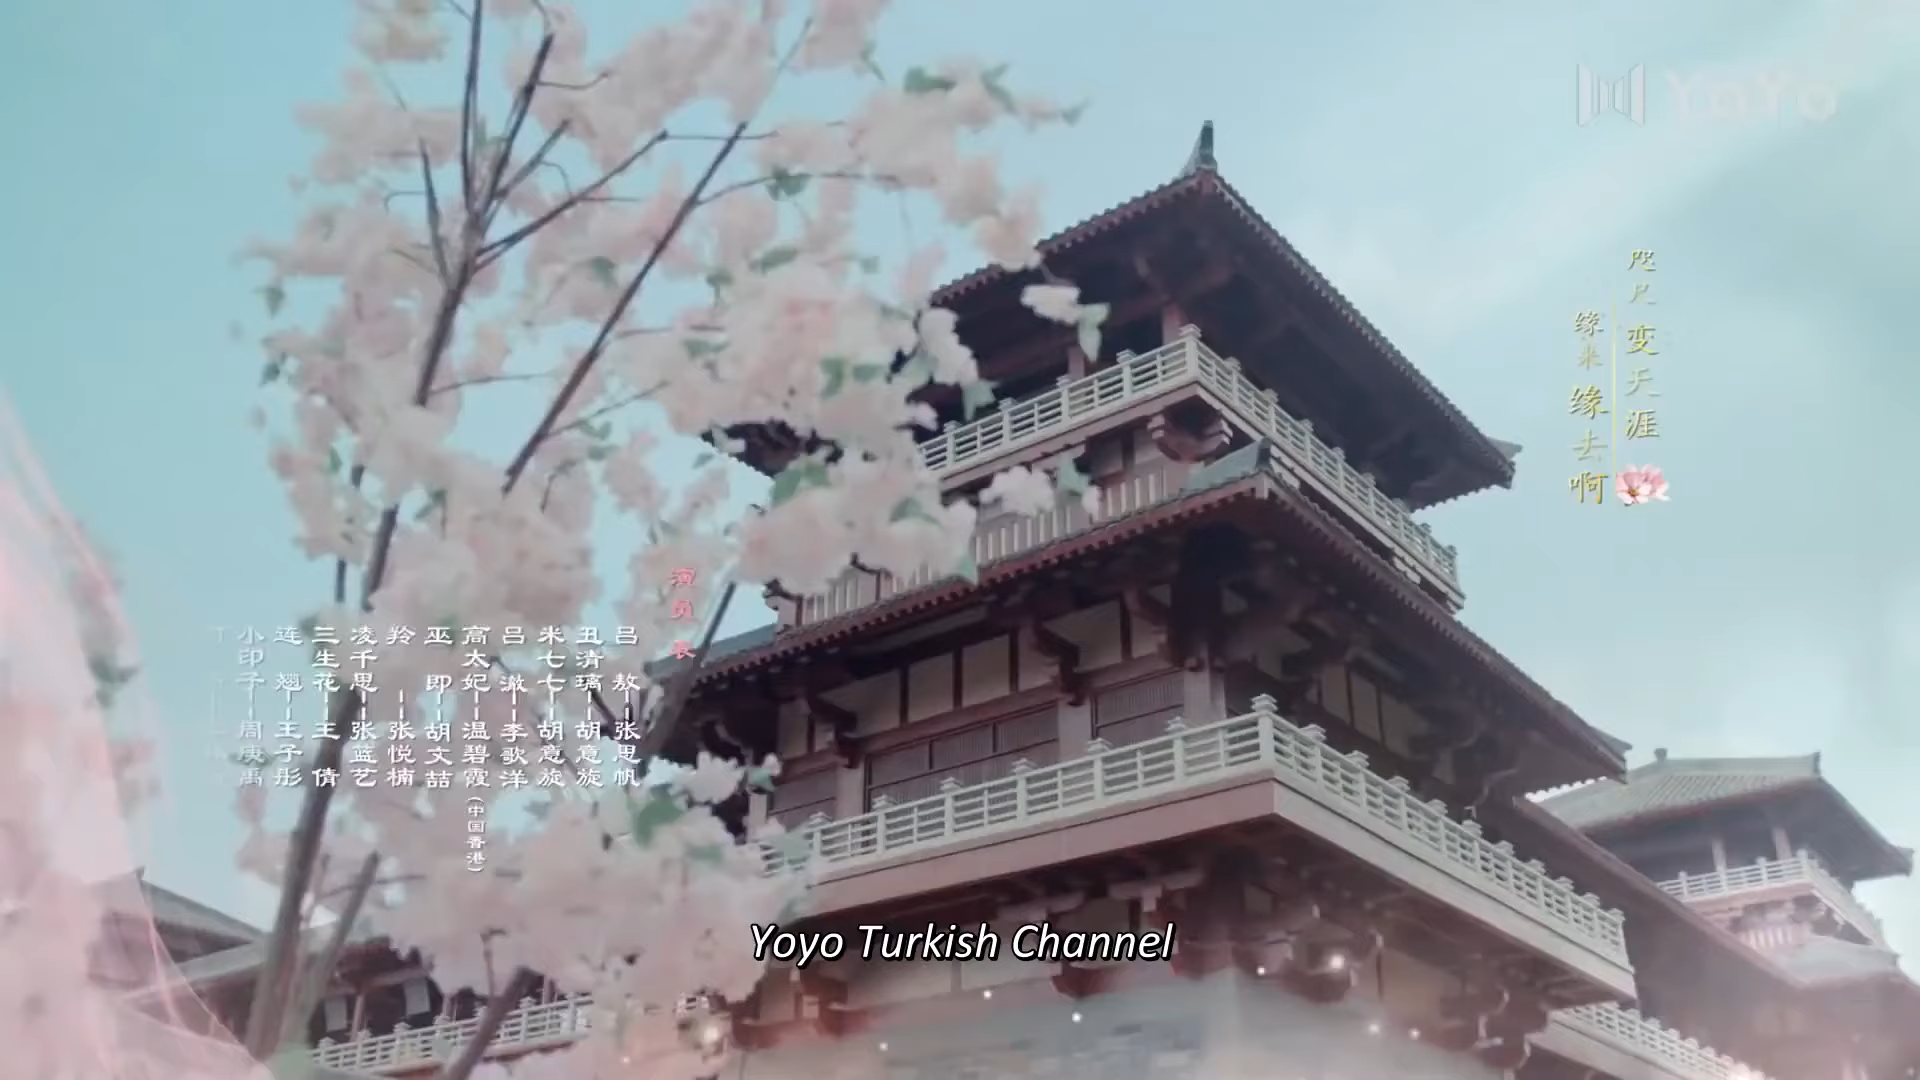 YoYo
咫尺变天涯
缘来缘去啊
演员表
吕敖——张思帆
丑清璃——胡意旋
米七七——胡意旋
吕澈——李歌洋
高太妃——温碧霞(中国香港)
巫即——胡文喆
羚——张悦楠
凌千思——张蓝艺
三生花——王倩
连翘——王子彤
小印子——周庚禹
Yoyo Turkish Channel